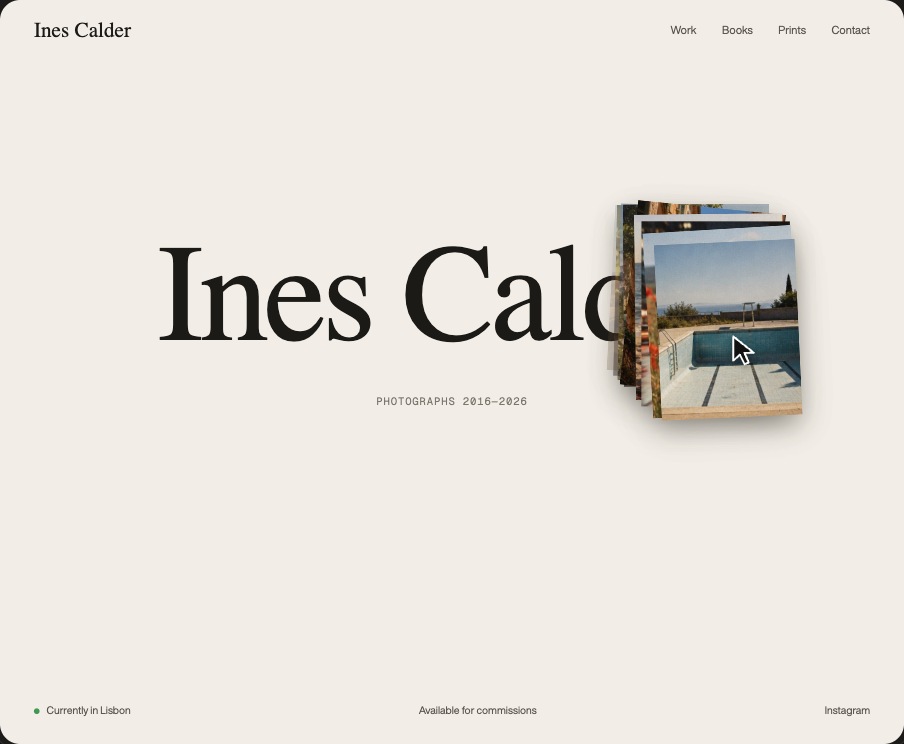 Ines Calder
Work Books Prints Contact
Ines Cald
PHOTOGRAPHS 2016—2026
Currently in Lisbon Available for commissions Instagram